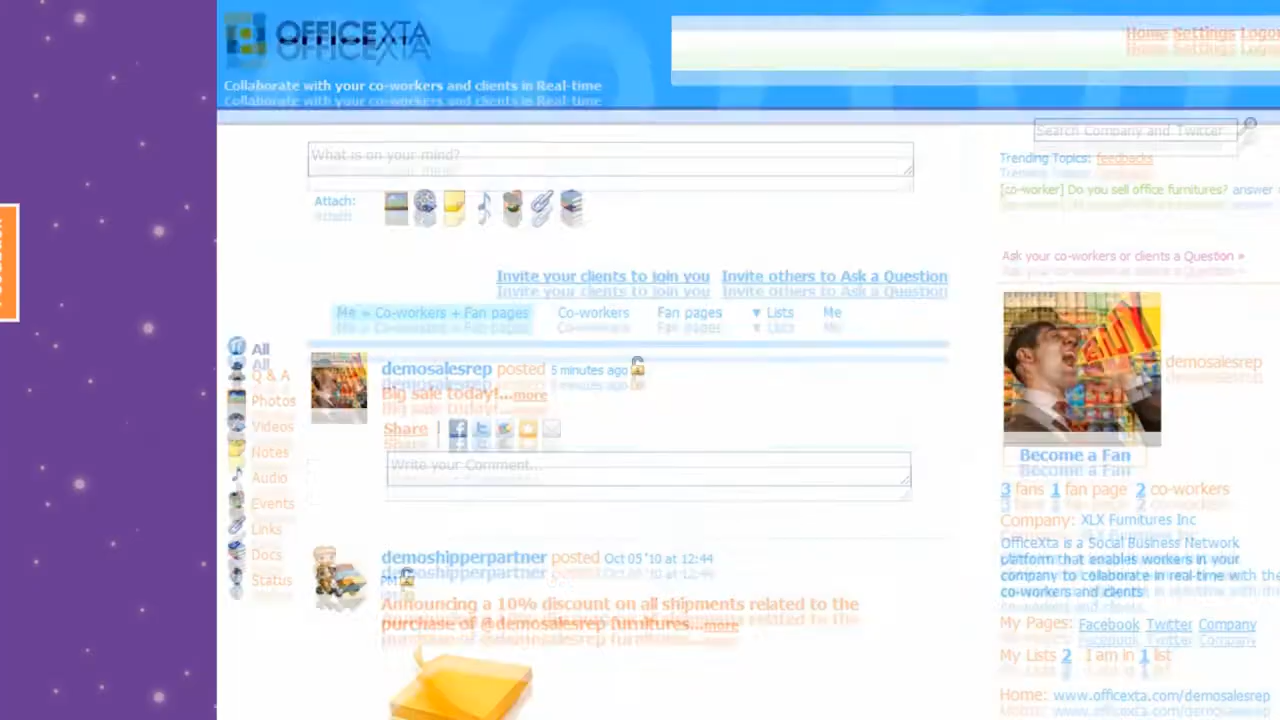 OFFICEXTA
Home Settings Logo
Collaborate with your co-workers and clients in Real-time
Search Company and Twitter
What is on your mind?
Trending Topics: feedbacks
[co-worker] Do you sell office furnitures? answer
Attach:
Ask your co-workers or clients a Question »
Invite your clients to join you Invite others to Ask a Question
Me + Co-workers + Fan pages Co-workers Fan pages ▼ Lists Me
All
Q & A
Photos
Videos
Notes
Audio
Events
Links
Docs
Status
demosalesrep posted 5 minutes ago
Big sale today!...more
Share |
Write your Comment...
demoshipperpartner posted Oct 05 '10 at 12:44
PM
Announcing a 10% discount on all shipments related to the
purchase of @demosalesrep furnitures...more
demosalesrep
Become a Fan
3 fans 1 fan page 2 co-workers
Company: XLX Furnitures Inc
OfficeXta is a Social Business Network
platform that enables workers in your
company to colaborate in real-time with the
co-workers and clients
My Pages: Facebook Twitter Company
My Lists 2 I am in 1 list
Home: www.officexta.com/demosalesrep